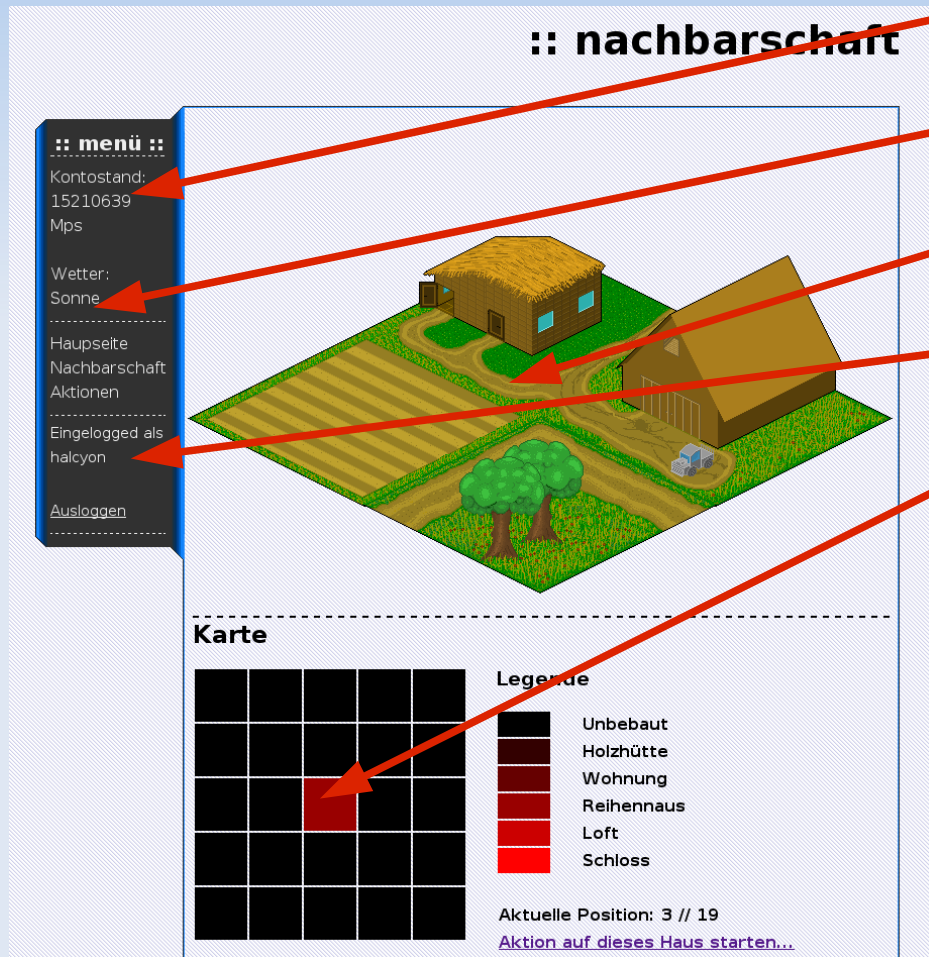 :: nachbarschaft
:: menü ::
Kontostand:
15210639
Mps
Wetter:
Sonne
Haupseite
Nachbarschaft
Aktionen
Eingelogged als
halcyon
Ausloggen
Karte
Legende
Unbebaut
Holzhütte
Wohnung
Reihennaus
Loft
Schloss
Aktuelle Position: 3 // 19
Aktion auf dieses Haus starten...